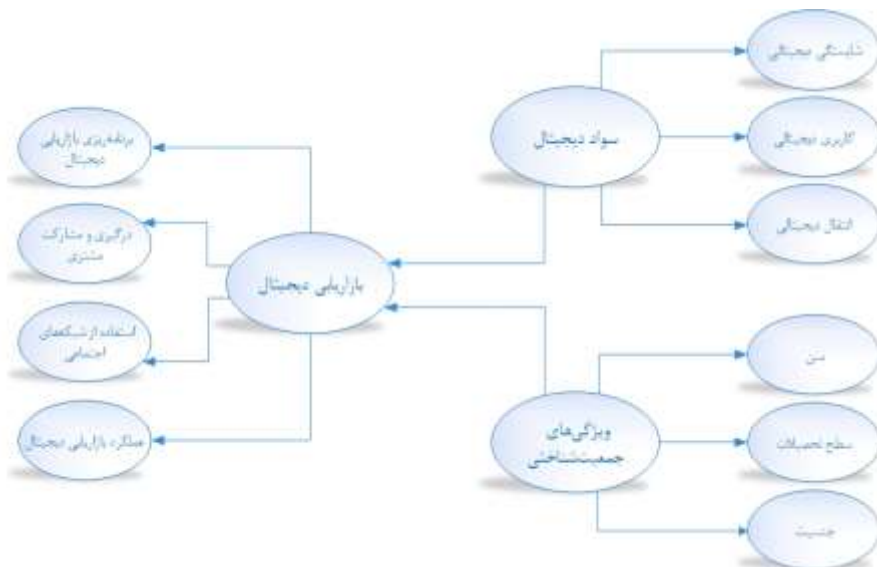 شایستگی دیجیتالی
سواد دیجیتال
کاربری دیجیتالی
انتقال دیجیتالی
برنامه‌ریزی بازاریابی
دیجیتال
درگیری و مشارکت
مشتری
بازاریابی دیجیتال
استفاده از شبکه‌های
اجتماعی
عملکرد بازاریابی دیجیتال
سن
ویژگی‌های
جمعیت‌شناختی
سطح تحصیلات
جنسیت